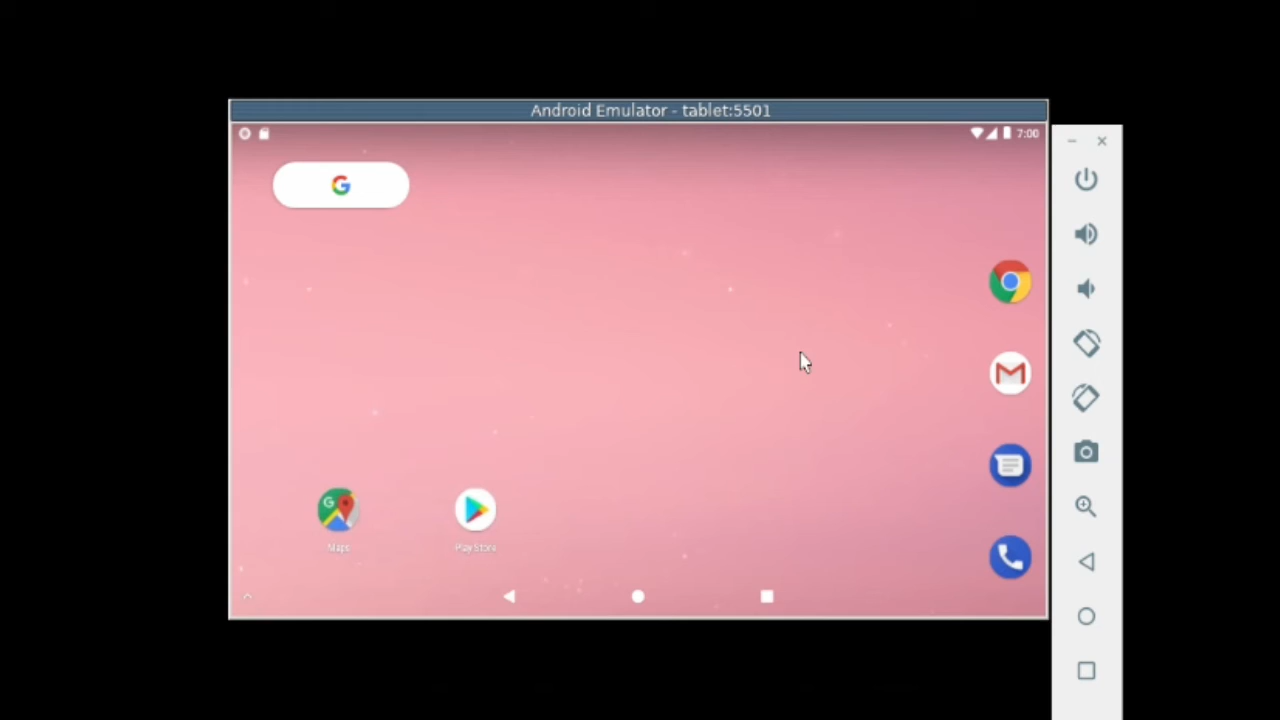 Android Emulator - tablet:5501
7:00
G
G
Maps
Play Store